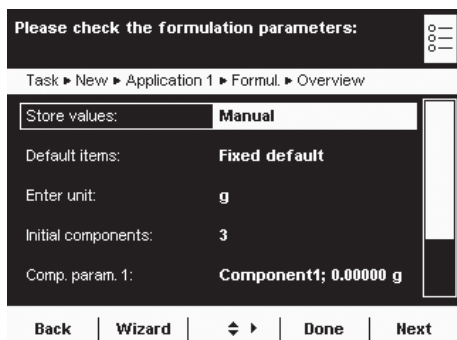 Please check the formulation parameters:
Task ▸ New ▸ Application 1 ▸ Formul. ▸ Overview
Store values: Manual
Default items: Fixed default
Enter unit: g
Initial components: 3
Comp. param. 1: Component1; 0.00000 g
Back Wizard Done Next